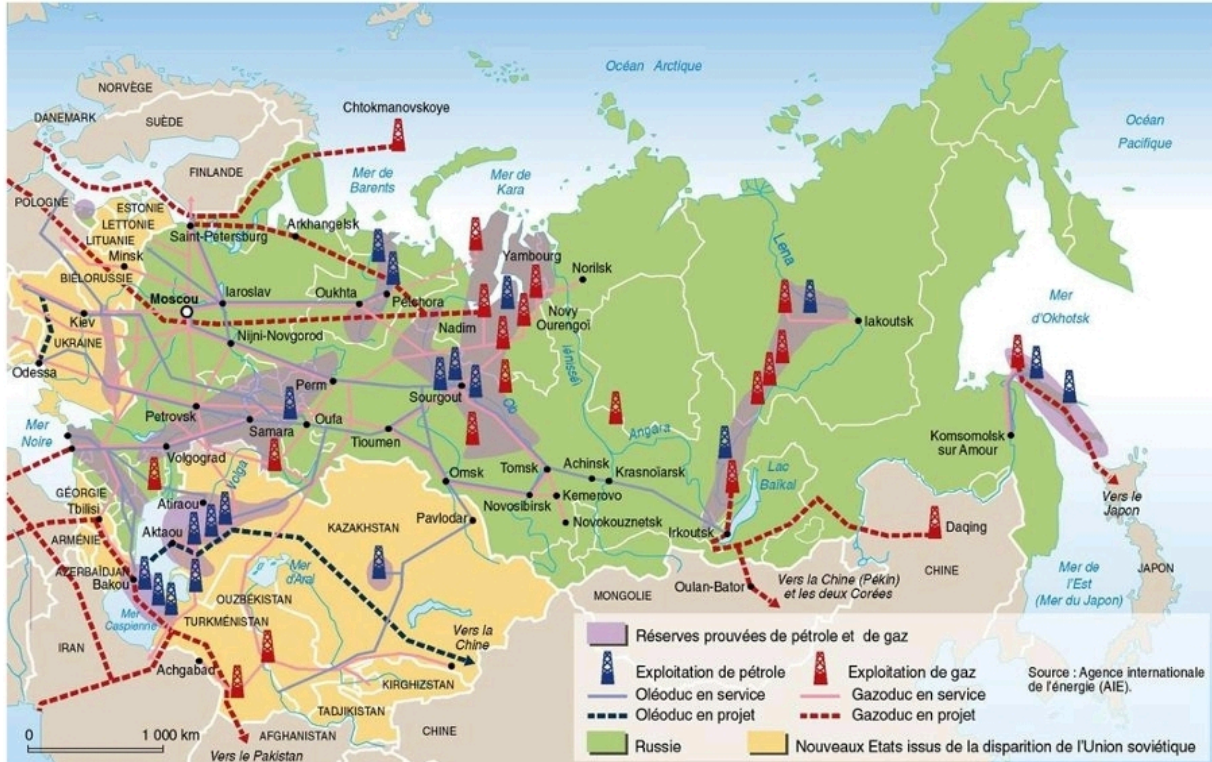 Océan Arctique
Océan
Pacifique
NORVÈGE
SUÈDE
DANEMARK
FINLANDE
Chtokmanovskoye
Mer de
Barents
Mer de
Kara
POLOGNE
ESTONIE
LETTONIE
LITUANIE
Minsk
BIÉLORUSSIE
Saint-Petersburg
Arkhangelsk
Moscou
Iaroslav
Oukhta
Petchora
Yambourg
Norilsk
Nadim
Novy
Ourengoï
Iénisséi
Lena
Iakoutsk
Mer
d'Okhotsk
Kiev
UKRAINE
Odessa
Nijni-Novgorod
Perm
Sourgout
Ob
Petrovsk
Samara
Oufa
Tioumen
Angara
Mer
Noire
Volgograd
Volga
Omsk
Tomsk
Achinsk
Krasnoïarsk
Novosibirsk
Kemerovo
Novokouznetsk
Lac
Baïkal
Irkoutsk
Komsomolsk
sur Amour
Vers le
Japon
GÉORGIE
Tbilisi
ARMÉNIE
AZERBAÏDJAN
Bakou
Atiraou
Aktaou
KAZAKHSTAN
Pavlodar
Mer
d'Aral
OUZBÉKISTAN
Mer
Caspienne
TURKMÉNISTAN
IRAN
Achgabad
Vers la
Chine
KIRGHIZSTAN
TADJIKISTAN
AFGHANISTAN
CHINE
Vers le Pakistan
MONGOLIE
Oulan-Bator
Vers la Chine (Pékin)
et les deux Corées
Daqing
CHINE
Mer de
l'Est
(Mer du Japon)
JAPON
0
1 000 km
Réserves prouvées de pétrole et de gaz
Exploitation de pétrole
Exploitation de gaz
Oléoduc en service
Gazoduc en service
Oléoduc en projet
Gazoduc en projet
Russie
Nouveaux Etats issus de la disparition de l'Union soviétique
Source : Agence internationale
de l'énergie (AIE).